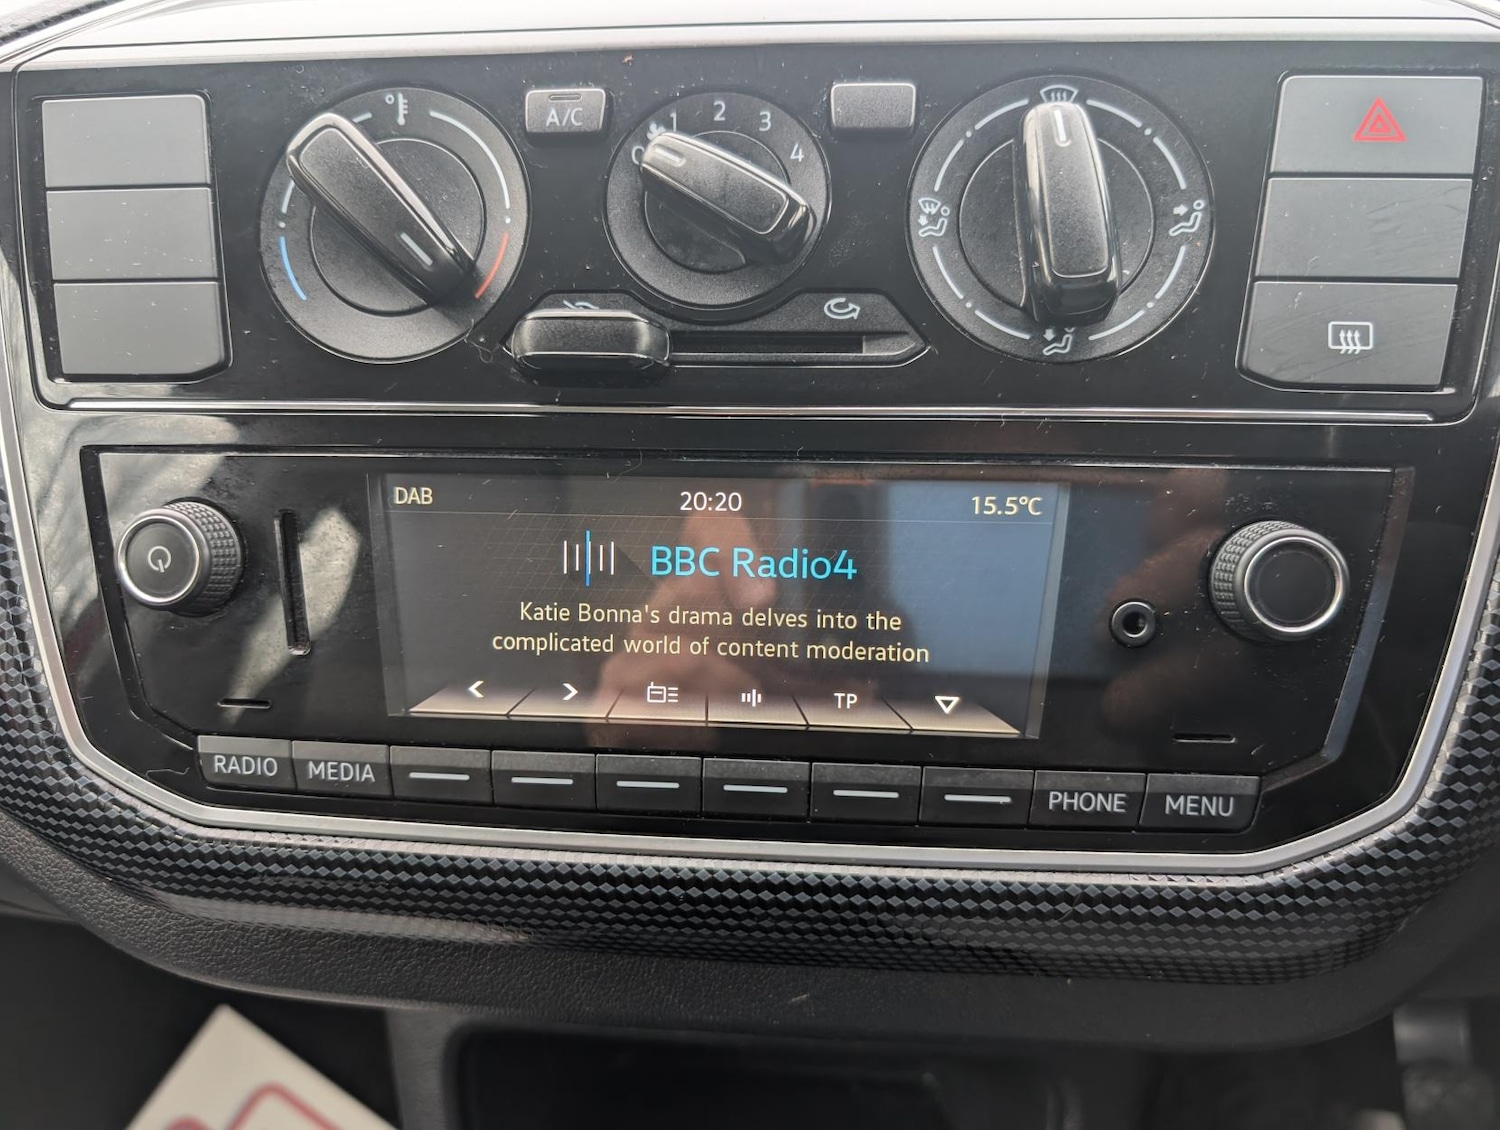 A/C
0 1 2 3 4
DAB 20:20 15.5°C
BBC Radio4
Katie Bonna's drama delves into the
complicated world of content moderation
TP
RADIO MEDIA PHONE MENU